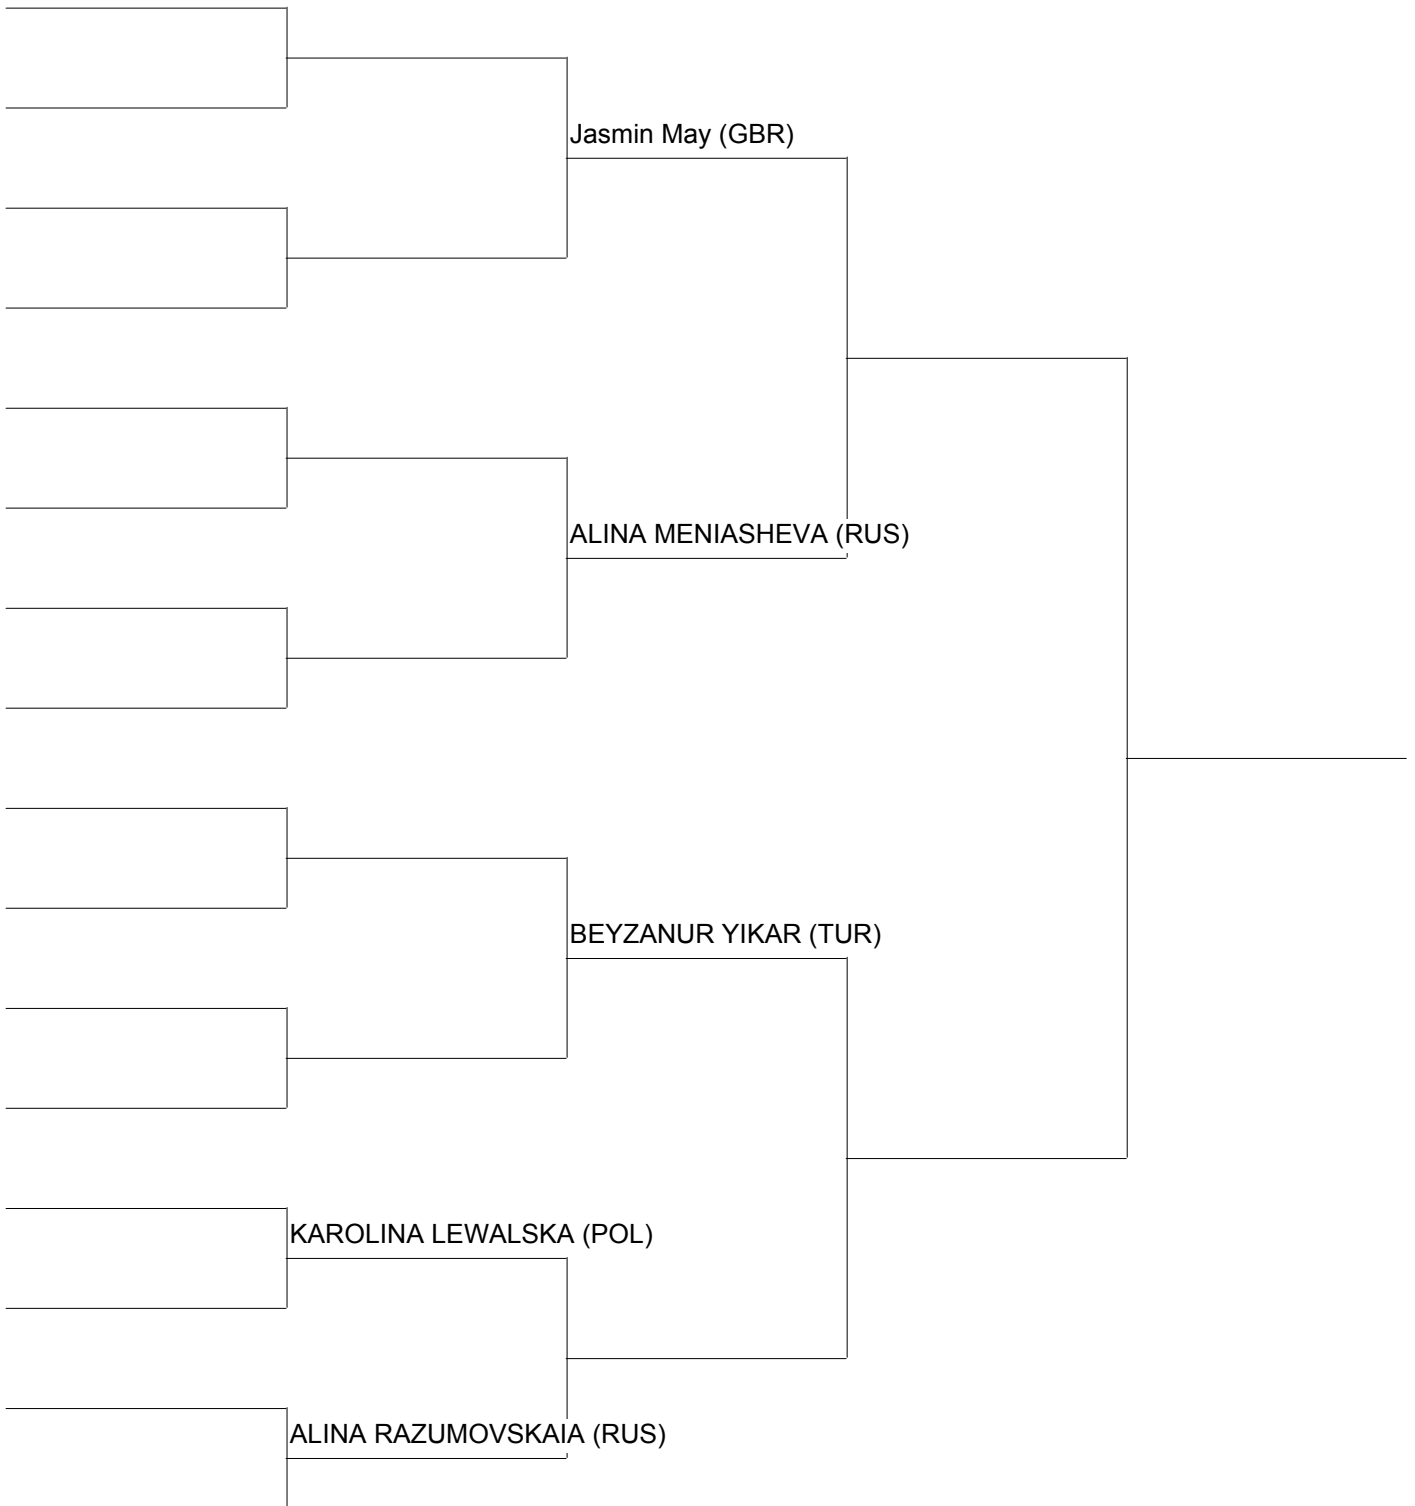 Jasmin May (GBR)
ALINA MENIASHEVA (RUS)
BEYZANUR YIKAR (TUR)
KAROLINA LEWALSKA (POL)
ALINA RAZUMOVSKAIA (RUS)